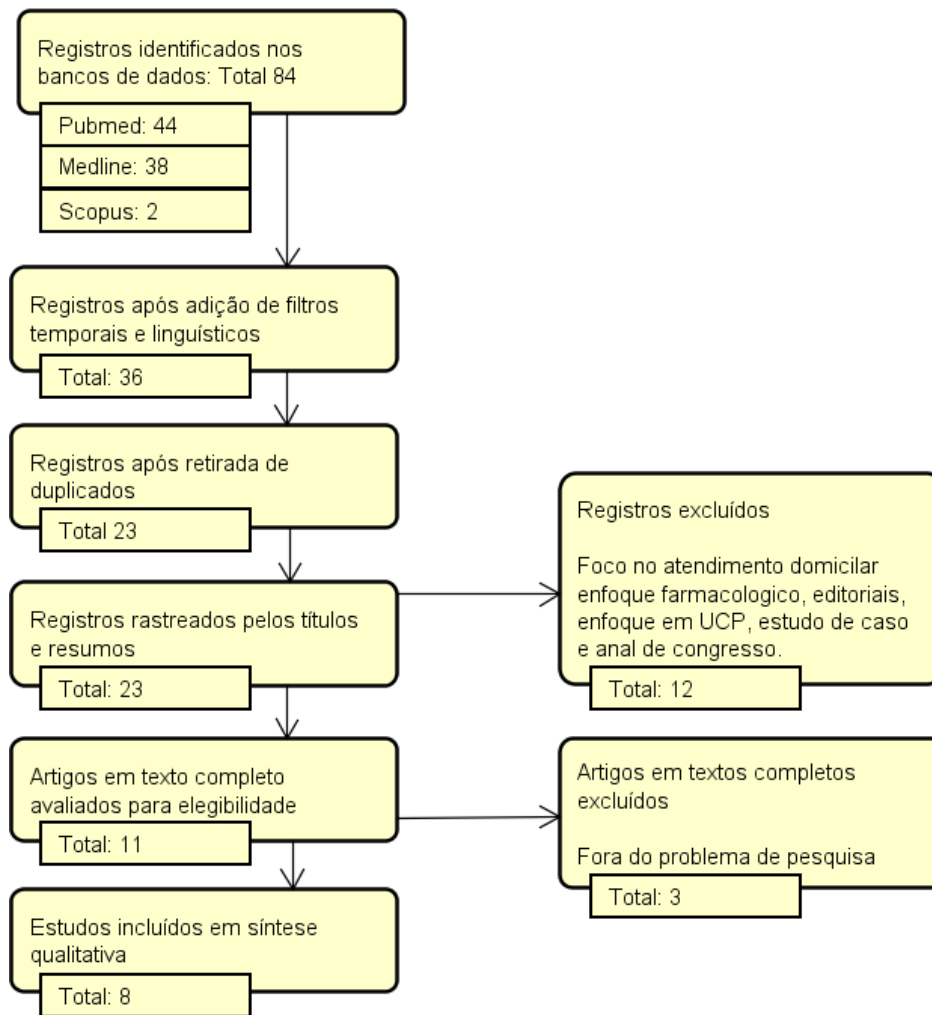 Registros identificados nos
bancos de dados: Total 84
Pubmed: 44
Medline: 38
Scopus: 2
Registros após adição de filtros
temporais e linguísticos
Total: 36
Registros após retirada de
duplicados
Total 23
Registros rastreados pelos títulos
e resumos
Total: 23
Registros excluídos
Foco no atendimento domicilar
enfoque farmacologico, editoriais,
enfoque em UCP, estudo de caso
e anal de congresso.
Total: 12
Artigos em texto completo
avaliados para elegibilidade
Total: 11
Artigos em textos completos
excluídos
Fora do problema de pesquisa
Total: 3
Estudos incluídos em síntese
qualitativa
Total: 8